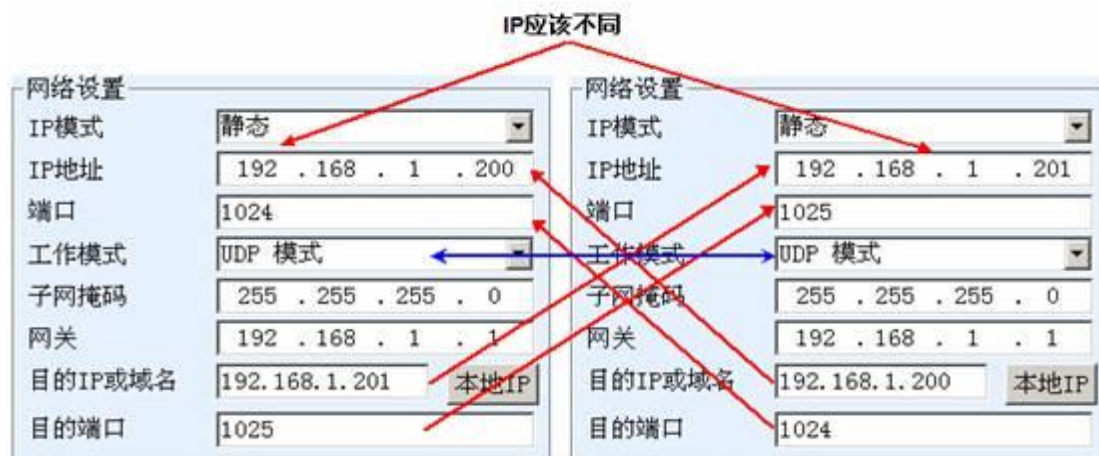 IP应该不同
网络设置
IP模式 静态
IP地址 192 . 168 . 1 . 200
端口 1024
工作模式 UDP 模式
子网掩码 255 . 255 . 255 . 0
网关 192 . 168 . 1 . 1
目的IP或域名 192.168.1.201 本地IP
目的端口 1025
网络设置
IP模式 静态
IP地址 192 . 168 . 1 . 201
端口 1025
工作模式 UDP 模式
子网掩码 255 . 255 . 255 . 0
网关 192 . 168 . 1 . 1
目的IP或域名 192.168.1.200 本地IP
目的端口 1024